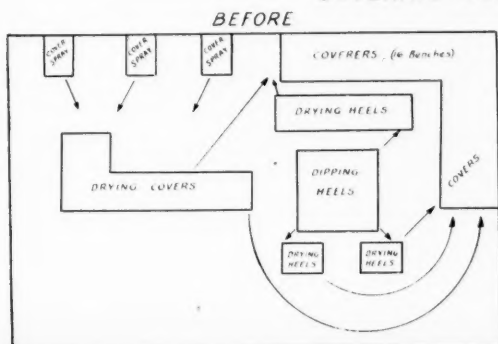 BEFORE
COVER
SPRAY
COVER
SPRAY
COVER
SPRAY
COVERERS, (16 Benches)
DRYING HEELS
COVERS
DRYING COVERS
DIPPING
HEELS
DRYING
HEELS
DRYING
HEELS